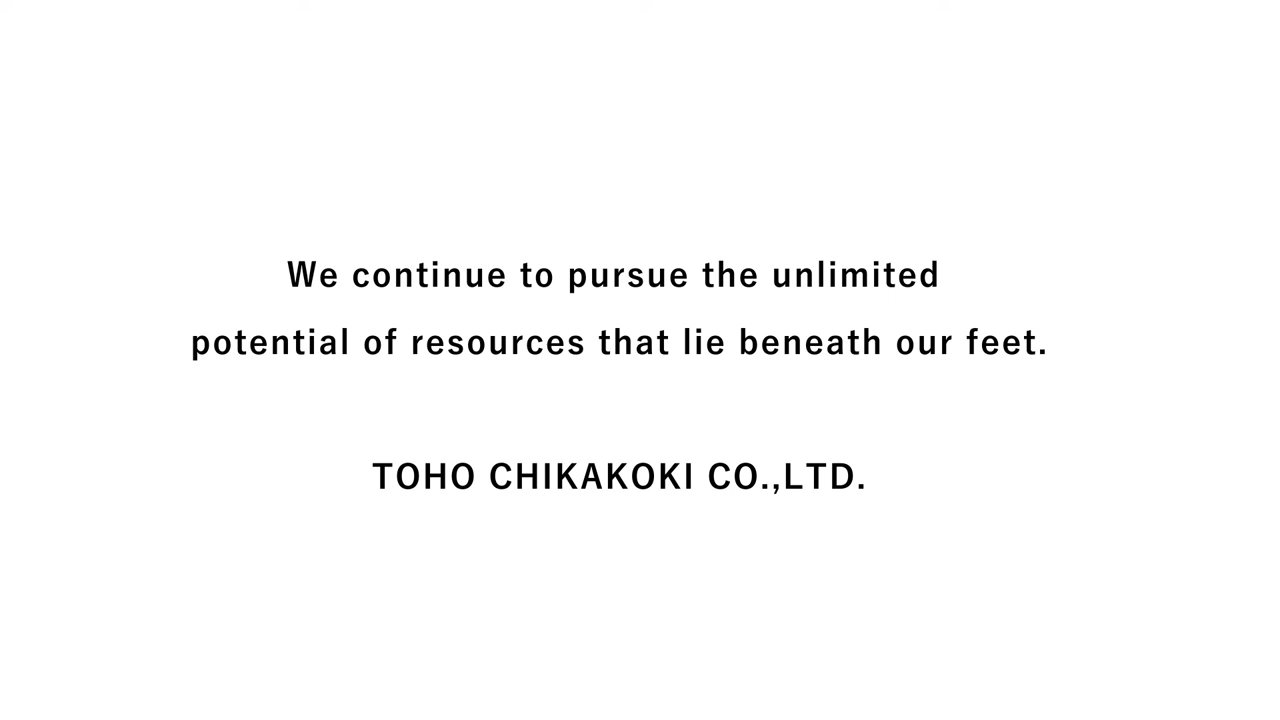 We continue to pursue the unlimited
potential of resources that lie beneath our feet.
TOHO CHIKAKOKI CO.,LTD.